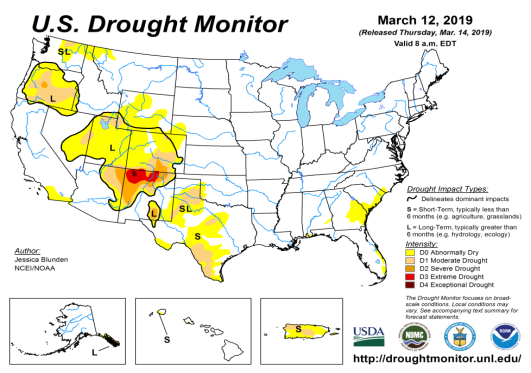 U.S. Drought Monitor
March 12, 2019
(Released Thursday, Mar. 14, 2019)
Valid 8 a.m. EDT
SL
L
L
SL
L
S
Drought Impact Types:
Delineates dominant impacts
S = Short-Term, typically less than
6 months (e.g. agriculture, grasslands)
L = Long-Term, typically greater than
6 months (e.g. hydrology, ecology)
Intensity:
D0 Abnormally Dry
D1 Moderate Drought
D2 Severe Drought
D3 Extreme Drought
D4 Exceptional Drought
Author:
Jessica Blunden
NCEI/NOAA
The Drought Monitor focuses on broad-
scale conditions. Local conditions may
vary. See accompanying text summary for
forecast statements.
L
S
S
USDA
NDMC
NOAA
http://droughtmonitor.unl.edu/